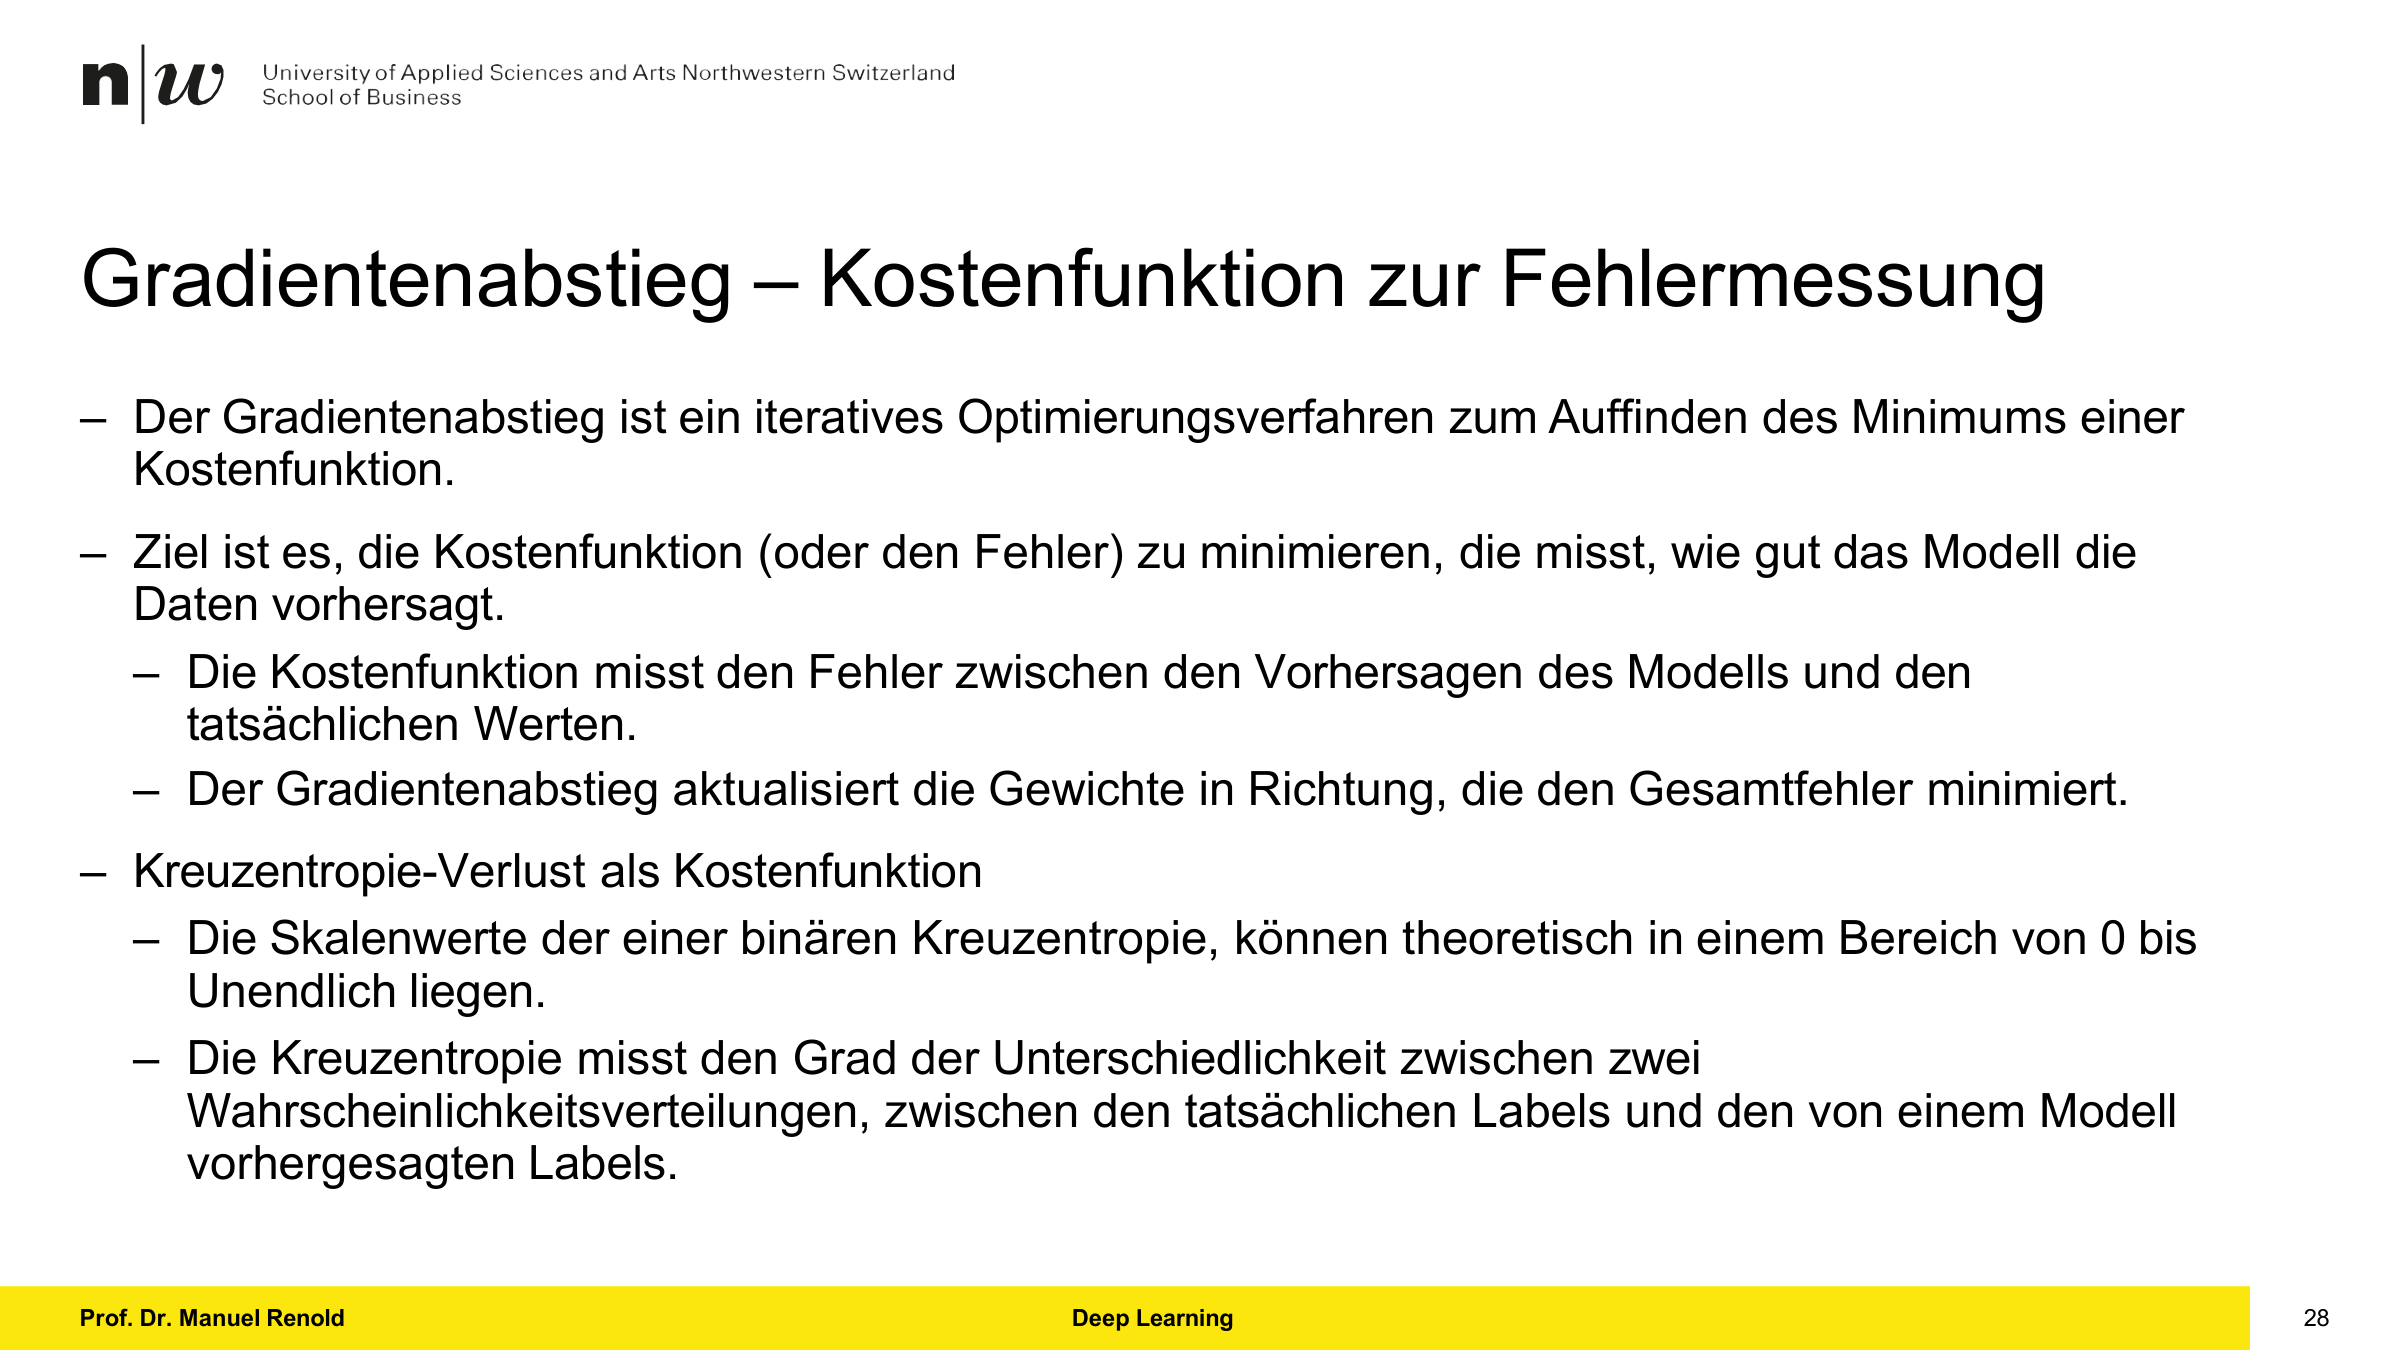 n|w
University of Applied Sciences and Arts Northwestern Switzerland
School of Business
Gradientenabstieg – Kostenfunktion zur Fehlermessung
– Der Gradientenabstieg ist ein iteratives Optimierungsverfahren zum Auffinden des Minimums einer
Kostenfunktion.
– Ziel ist es, die Kostenfunktion (oder den Fehler) zu minimieren, die misst, wie gut das Modell die
Daten vorhersagt.
– Die Kostenfunktion misst den Fehler zwischen den Vorhersagen des Modells und den
tatsächlichen Werten.
– Der Gradientenabstieg aktualisiert die Gewichte in Richtung, die den Gesamtfehler minimiert.
– Kreuzentropie-Verlust als Kostenfunktion
– Die Skalenwerte der einer binären Kreuzentropie, können theoretisch in einem Bereich von 0 bis
Unendlich liegen.
– Die Kreuzentropie misst den Grad der Unterschiedlichkeit zwischen zwei
Wahrscheinlichkeitsverteilungen, zwischen den tatsächlichen Labels und den von einem Modell
vorhergesagten Labels.
Prof. Dr. Manuel Renold
Deep Learning
28